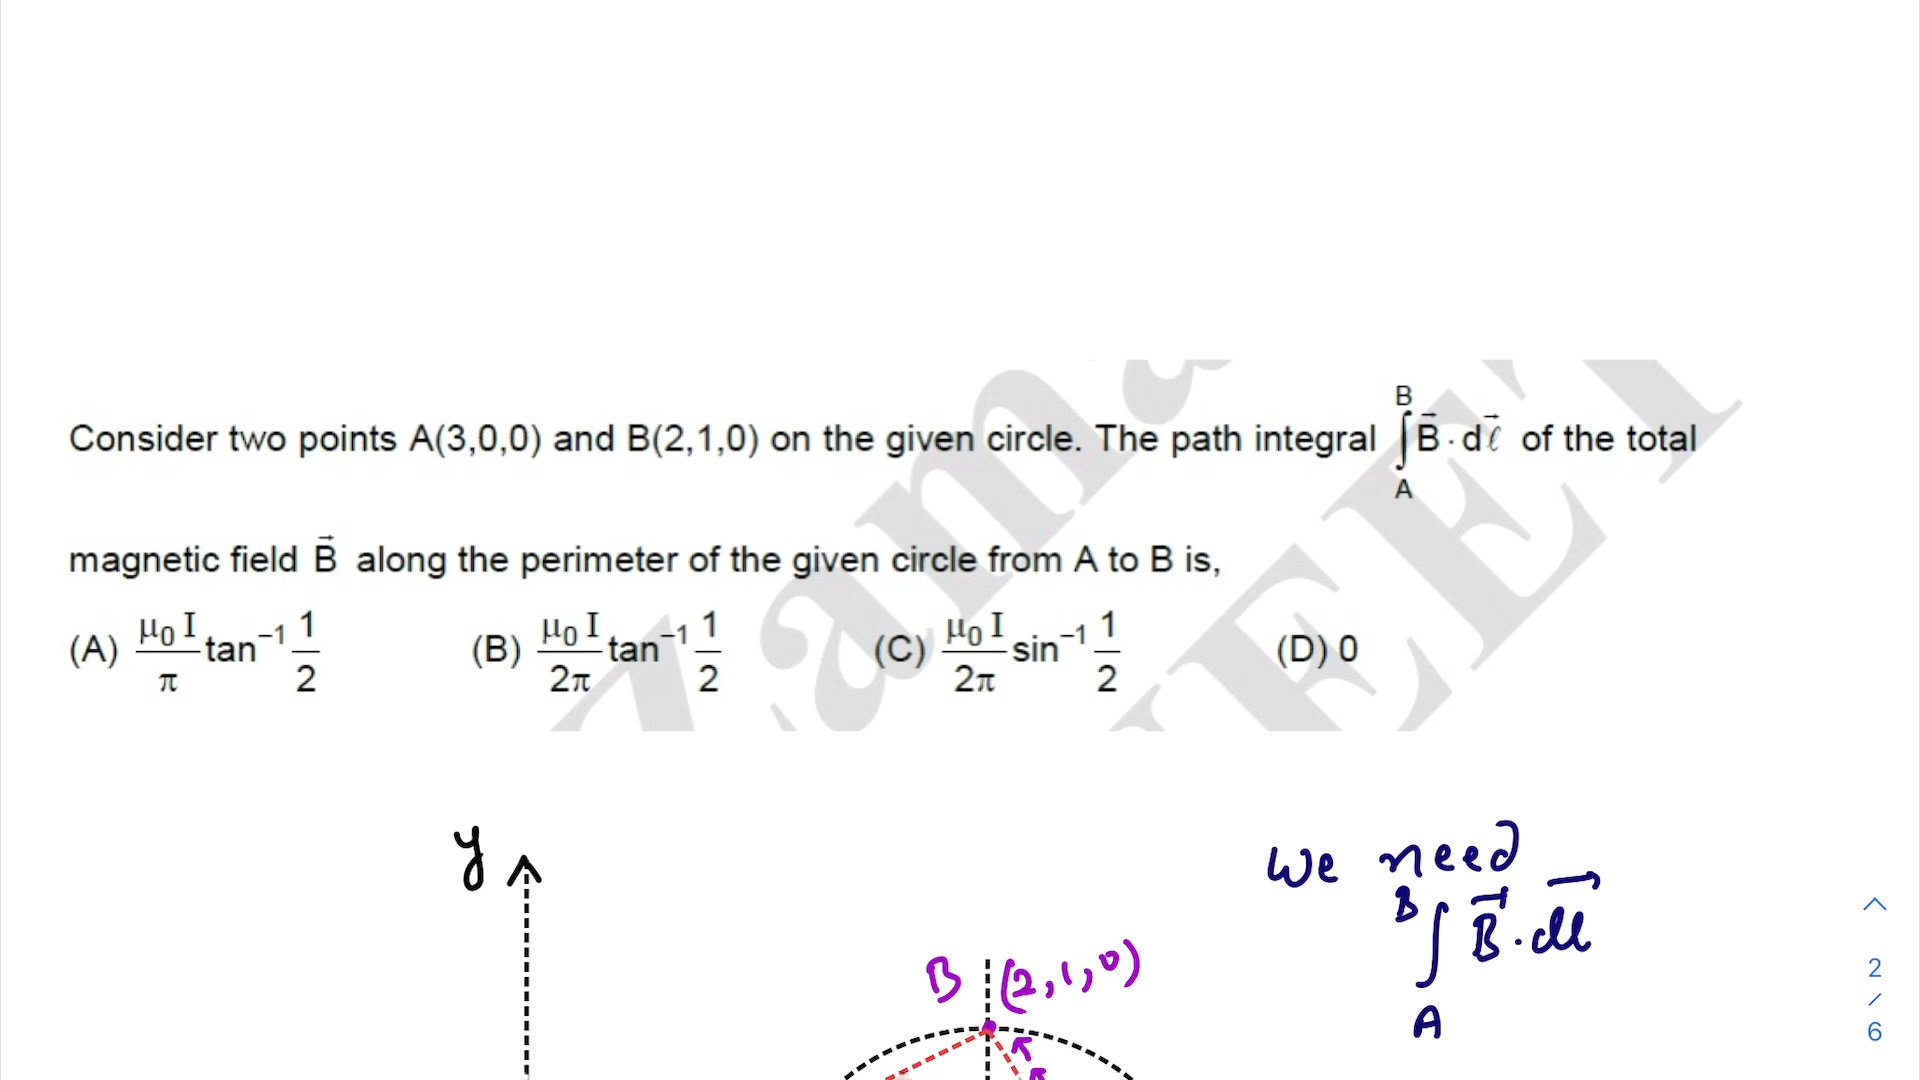 Consider two points A(3,0,0) and B(2,1,0) on the given circle. The path integral ∫_A^B B⃗ · dℓ⃗ of the total
magnetic field B⃗ along the perimeter of the given circle from A to B is,
(A) μ₀I/π tan⁻¹ 1/2 (B) μ₀I/2π tan⁻¹ 1/2 (C) μ₀I/2π sin⁻¹ 1/2 (D) 0
y
We need
∫_A^B B⃗ · dl⃗
B (2,1,0)
2
/
6